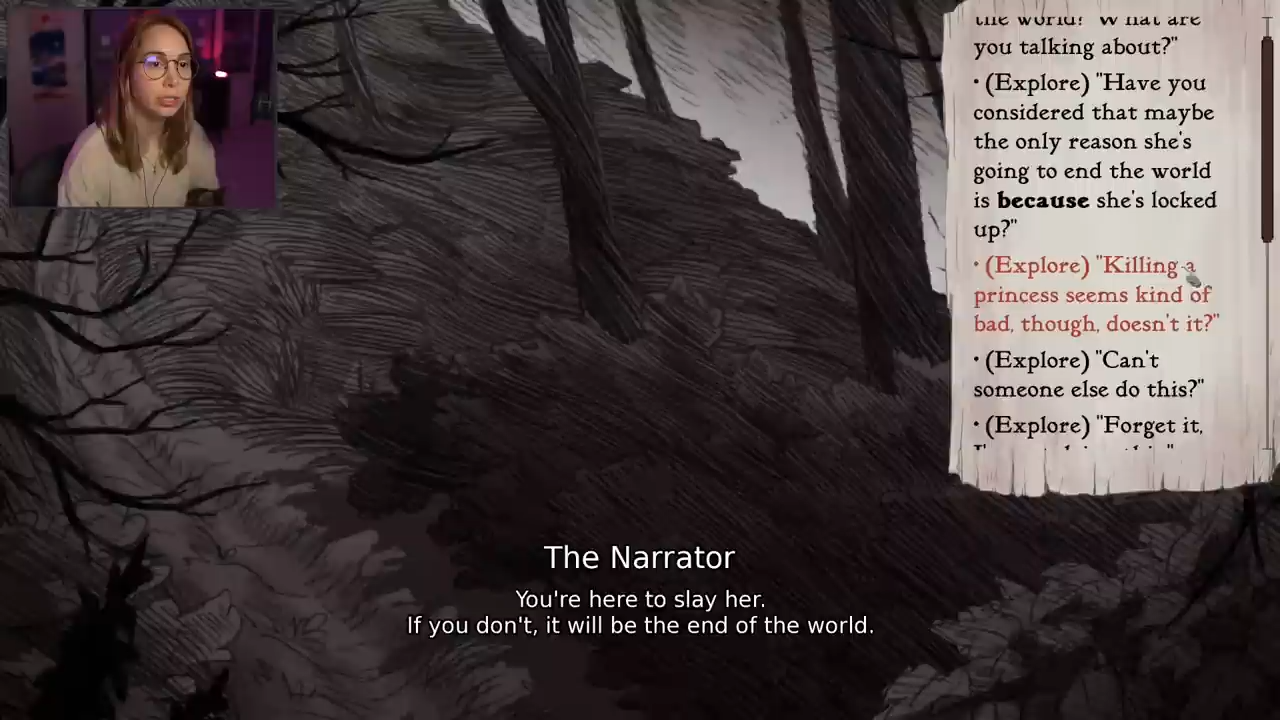 the world? What are
you talking about?"
• (Explore) "Have you
considered that maybe
the only reason she's
going to end the world
is because she's locked
up?"
• (Explore) "Killing a
princess seems kind of
bad, though, doesn't it?"
• (Explore) "Can't
someone else do this?"
• (Explore) "Forget it,
The Narrator
You're here to slay her.
If you don't, it will be the end of the world.